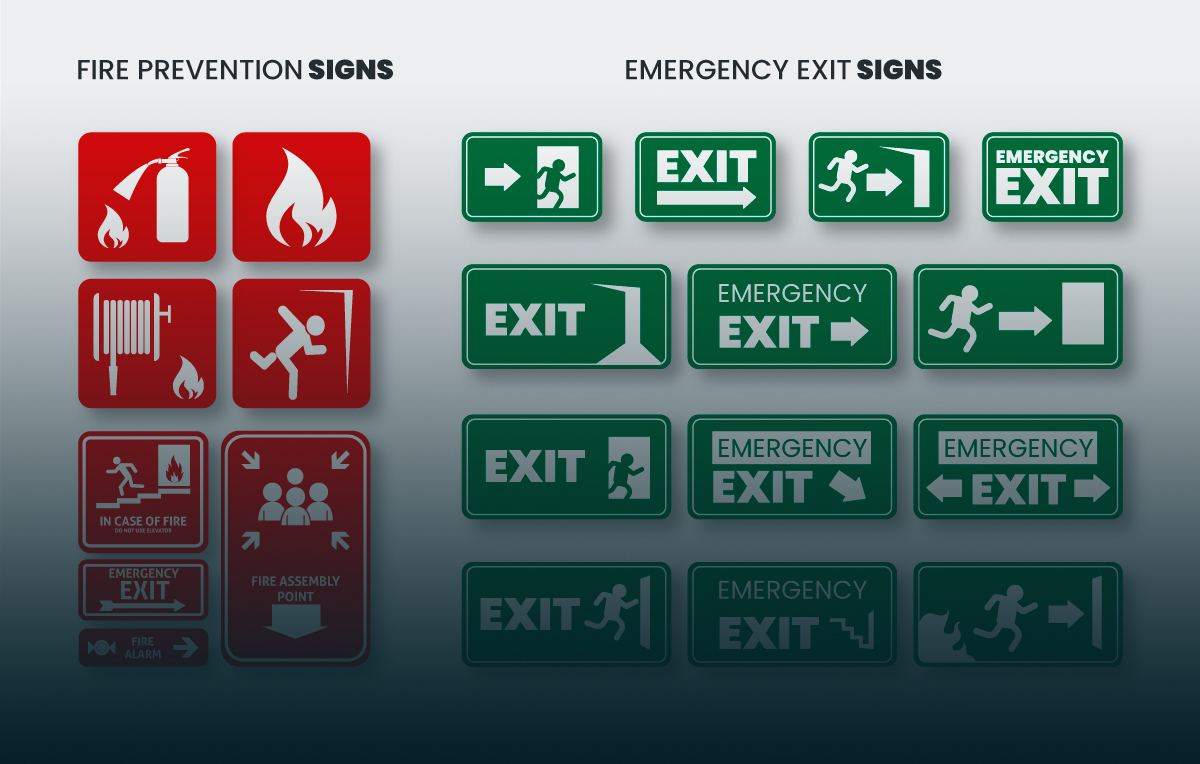 FIRE PREVENTION SIGNS
IN CASE OF FIRE
DO NOT USE ELEVATOR
EMERGENCY
EXIT
FIRE
ALARM
FIRE ASSEMBLY
POINT
EMERGENCY EXIT SIGNS
EXIT
EMERGENCY
EXIT
EXIT
EMERGENCY
EXIT
EXIT
EMERGENCY
EXIT
EMERGENCY
EXIT
EXIT
EMERGENCY
EXIT